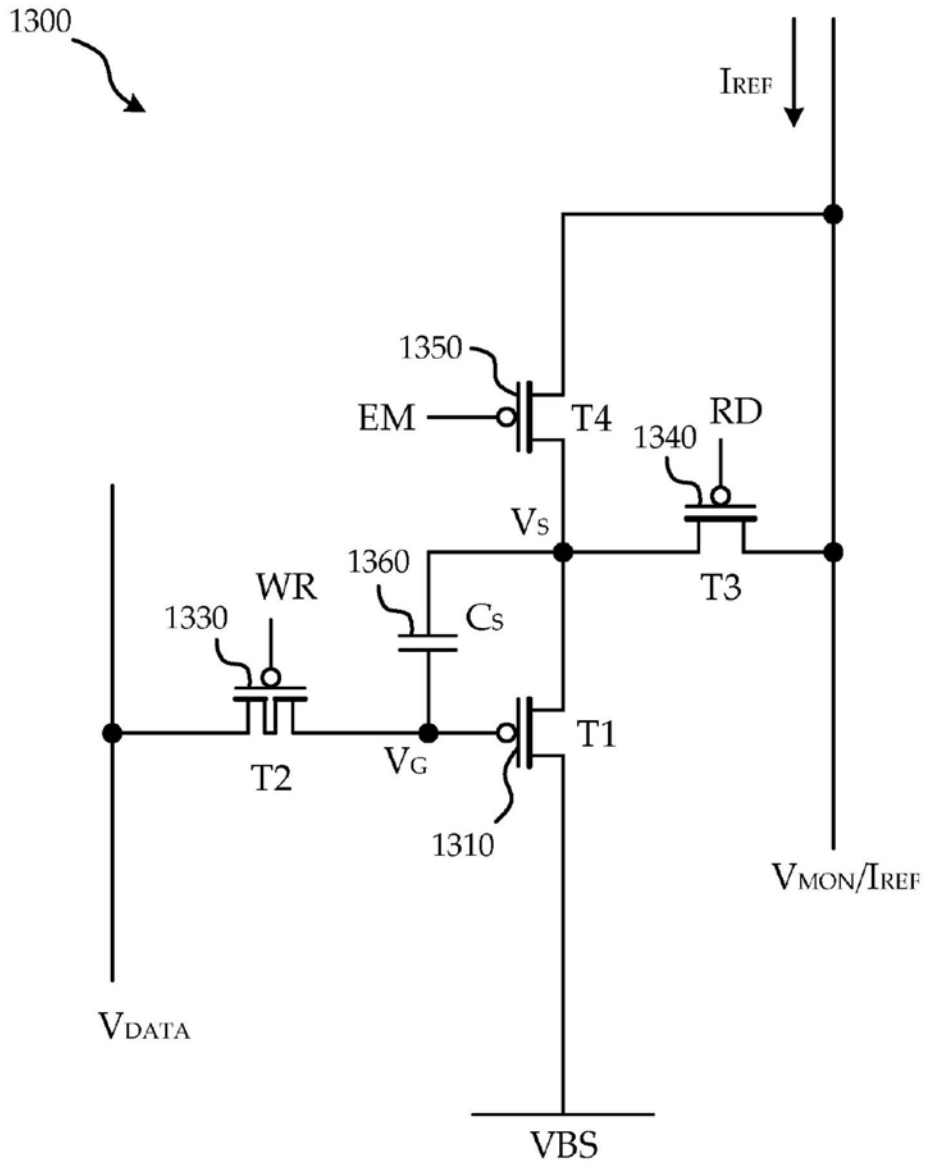 1300
IREF
1350
EM
T4
RD
1340
VS
1360
T3
WR
CS
1330
T1
VG
T2
1310
VMON/IREF
VDATA
VBS